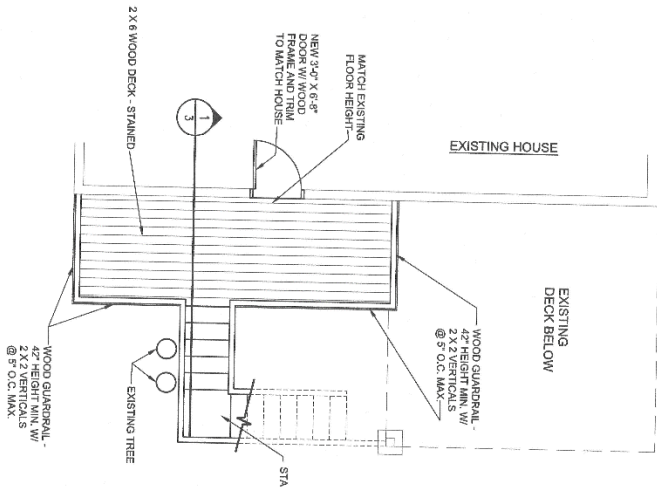 2 X 6 WOOD DECK - STAINED
1
3
NEW 3'-0" X 6'-8"
DOOR W/ WOOD
FRAME AND TRIM
TO MATCH HOUSE
MATCH EXISTING
FLOOR HEIGHT
EXISTING HOUSE
EXISTING
DECK BELOW
WOOD GUARDRAIL -
42" HEIGHT MIN. W/
2 X 2 VERTICALS
@ 5" O.C. MAX.
WOOD GUARDRAIL -
42" HEIGHT MIN. W/
2 X 2 VERTICALS
@ 5" O.C. MAX.
EXISTING TREE
STA